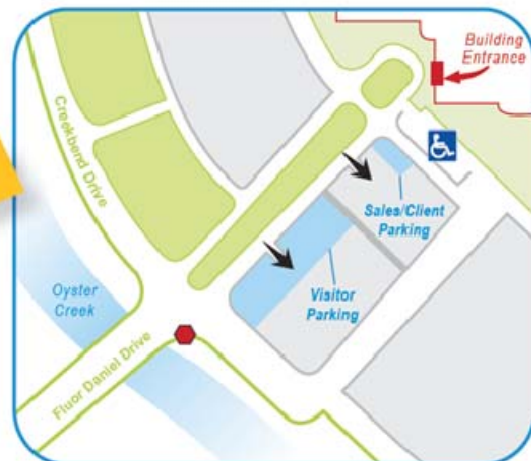 Building
Entrance
Creekbend Drive
Sales/Client
Parking
Visitor
Parking
Oyster
Creek
Fluor Daniel Drive